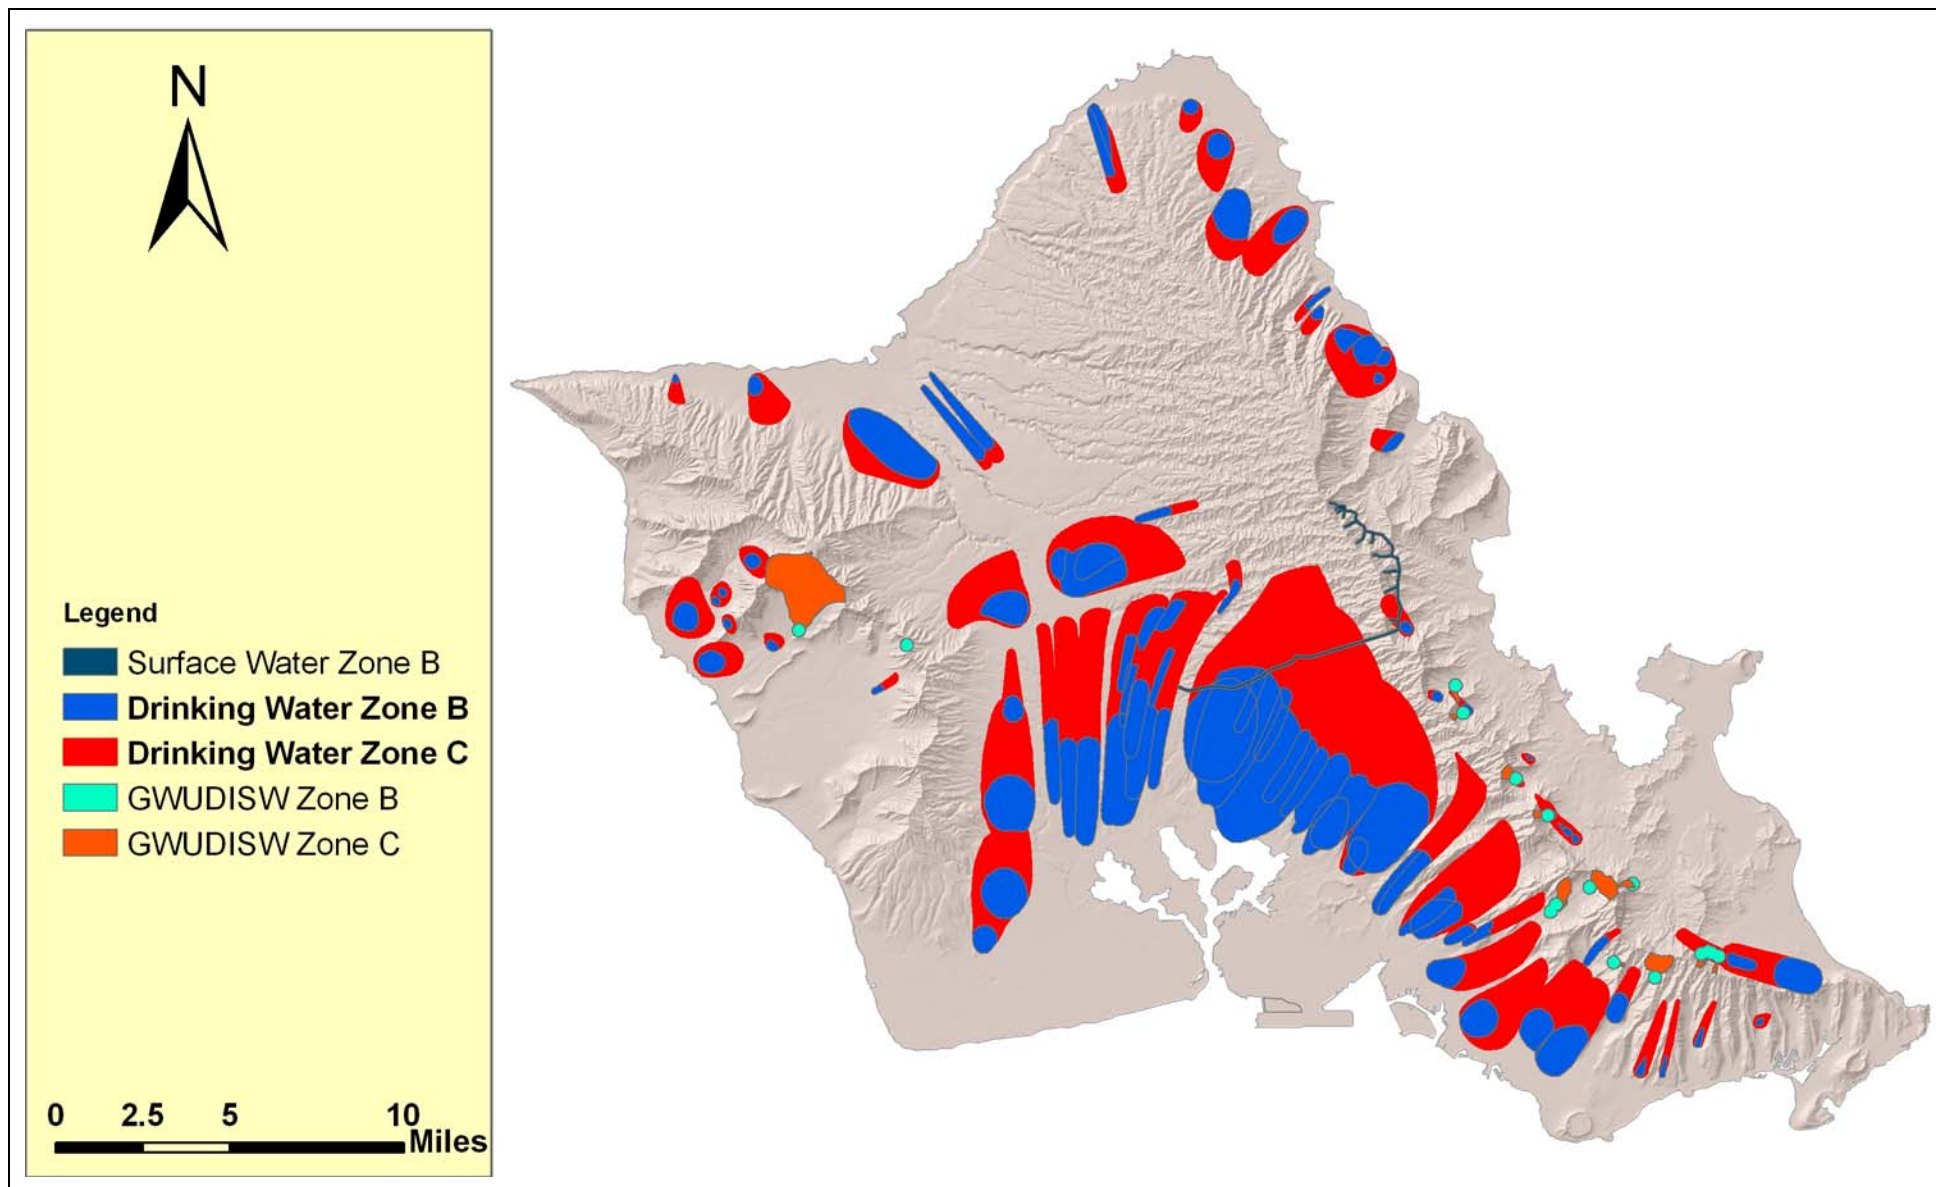 N
Legend
Surface Water Zone B
Drinking Water Zone B
Drinking Water Zone C
GWUDISW Zone B
GWUDISW Zone C
0 2.5 5 10
Miles